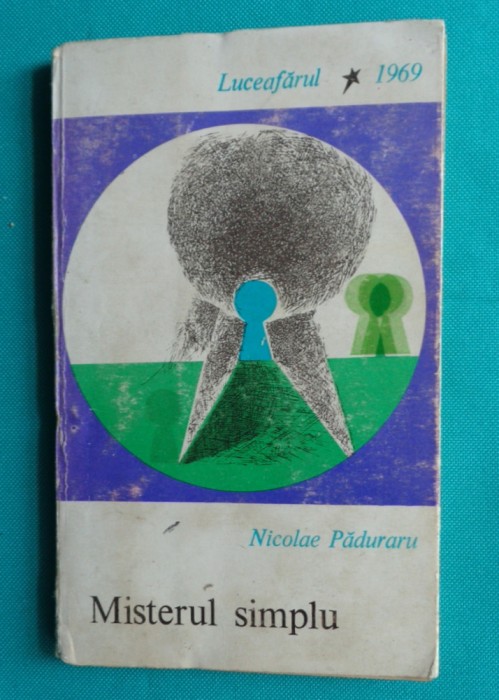 Luceafărul ★ 1969
Nicolae Păduraru
Misterul simplu